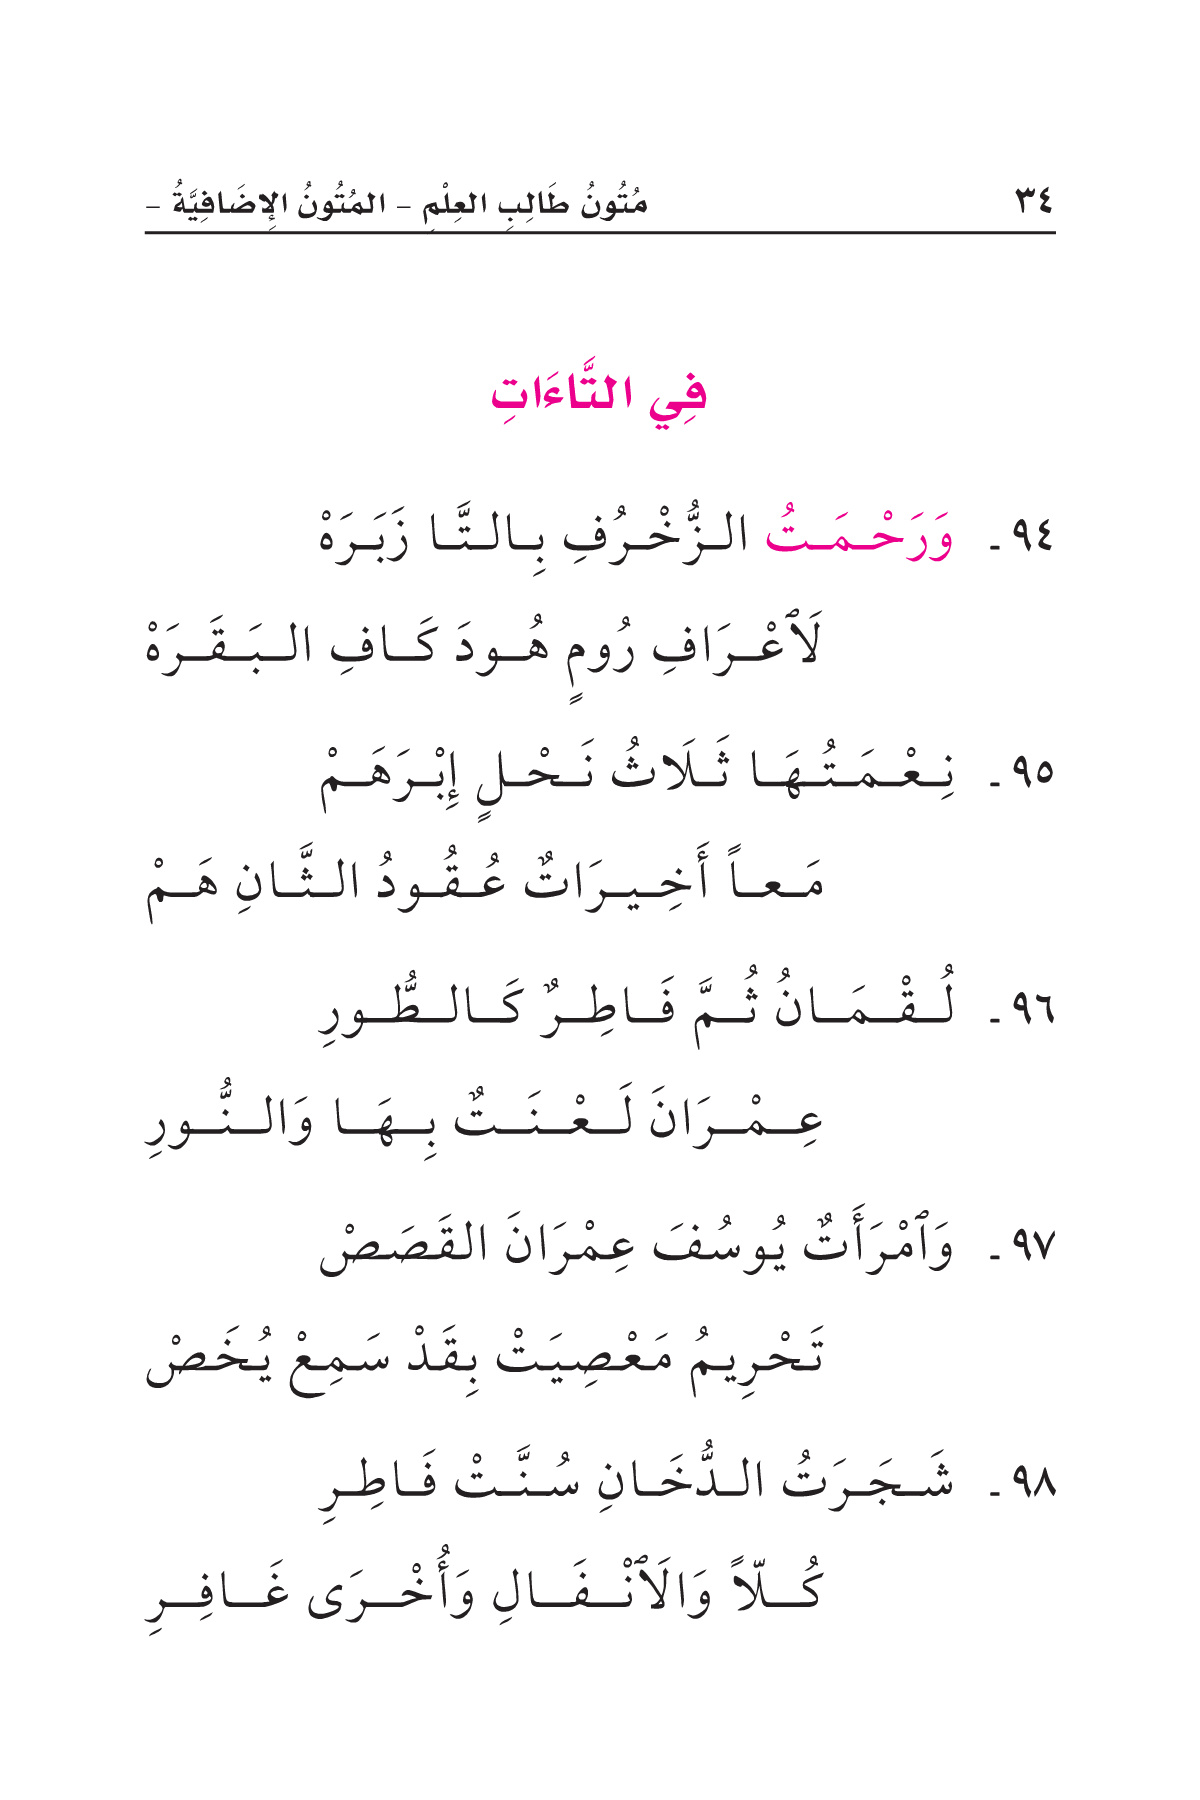 ٣٤ مُتُونُ طَالِبِ العِلْمِ – المُتُونُ الإِضَافِيَّةُ –
فِي التَّاءَاتِ
٩٤ ـ وَرَحْمَتُ الزُّخْرُفِ بِالتَّا زَبَرَهْ
لَاعْرَافِ رُومٍ هُودَ كَافِ البَقَرَهْ
٩٥ ـ نِعْمَتُهَا ثَلَاثُ نَحْلٍ إِبْرَهَمْ
مَعاً أَخِيرَاتٌ عُقُودُ الثَّانِ هَمْ
٩٦ ـ لُقْمَانُ ثُمَّ فَاطِرٌ كَالطُّورِ
عِمْرَانَ لَعْنَتٌ بِهَا وَالنُّورِ
٩٧ ـ وَٱمْرَأَتٌ يُوسُفَ عِمْرَانَ القَصَصْ
تَحْرِيمُ مَعْصِيَتْ بِقَدْ سَمِعْ يُخَصْ
٩٨ ـ شَجَرَتُ الدُّخَانِ سُنَّتْ فَاطِرِ
كُلّاً وَالَانْفَالِ وَأُخْرَى غَافِرِ